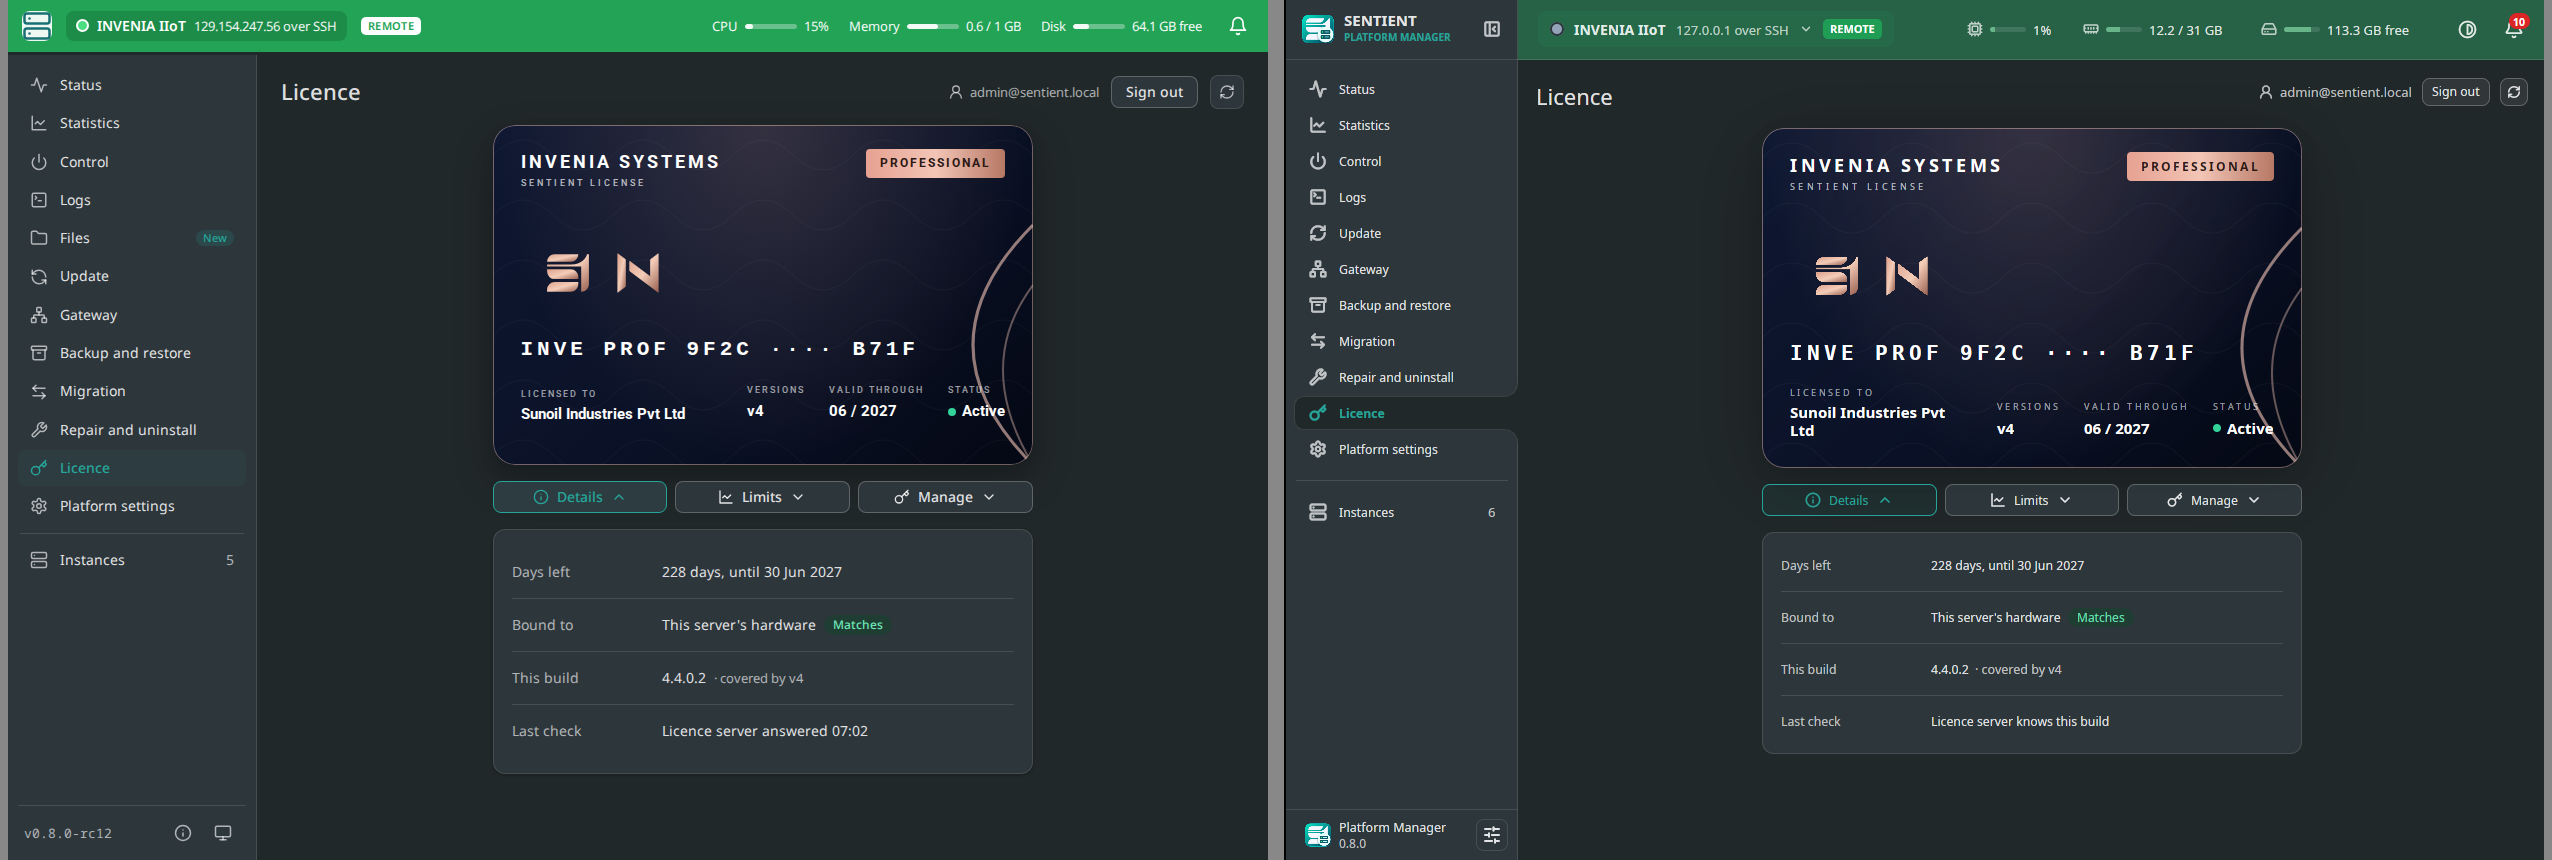 INVENIA IIoT 129.154.247.56 over SSH REMOTE CPU 15% Memory 0.6 / 1 GB Disk 64.1 GB free
Status
Statistics
Control
Logs
Files New
Update
Gateway
Backup and restore
Migration
Repair and uninstall
Licence
Platform settings
Instances 5
v0.8.0-rc12
Licence
admin@sentient.local Sign out
INVENIA SYSTEMS PROFESSIONAL
SENTIENT LICENSE
INVE PROF 9F2C ···· B71F
LICENSED TO VERSIONS VALID THROUGH STATUS
Sunoil Industries Pvt Ltd v4 06 / 2027 Active
Details Limits Manage
Days left 228 days, until 30 Jun 2027
Bound to This server's hardware Matches
This build 4.4.0.2 · covered by v4
Last check Licence server answered 07:02
SENTIENT
PLATFORM MANAGER
INVENIA IIoT 127.0.0.1 over SSH REMOTE 1% 12.2 / 31 GB 113.3 GB free 10
Status
Statistics
Control
Logs
Update
Gateway
Backup and restore
Migration
Repair and uninstall
Licence
Platform settings
Instances 6
Platform Manager
0.8.0
Licence
admin@sentient.local Sign out
INVENIA SYSTEMS PROFESSIONAL
SENTIENT LICENSE
INVE PROF 9F2C ···· B71F
LICENSED TO VERSIONS VALID THROUGH STATUS
Sunoil Industries Pvt
Ltd v4 06 / 2027 Active
Details Limits Manage
Days left 228 days, until 30 Jun 2027
Bound to This server's hardware Matches
This build 4.4.0.2 · covered by v4
Last check Licence server knows this build